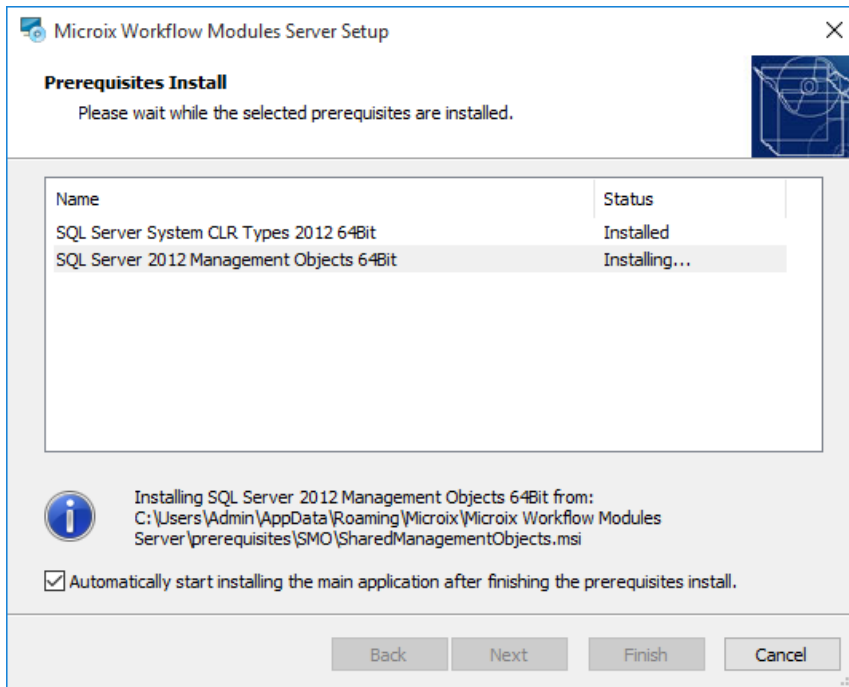 Microix Workflow Modules Server Setup
Prerequisites Install
Please wait while the selected prerequisites are installed.
Name Status
SQL Server System CLR Types 2012 64Bit Installed
SQL Server 2012 Management Objects 64Bit Installing...
Installing SQL Server 2012 Management Objects 64Bit from:
C:\Users\Admin\AppData\Roaming\Microix\Microix Workflow Modules
Server\prerequisites\SMO\SharedManagementObjects.msi
Automatically start installing the main application after finishing the prerequisites install.
Back Next Finish Cancel